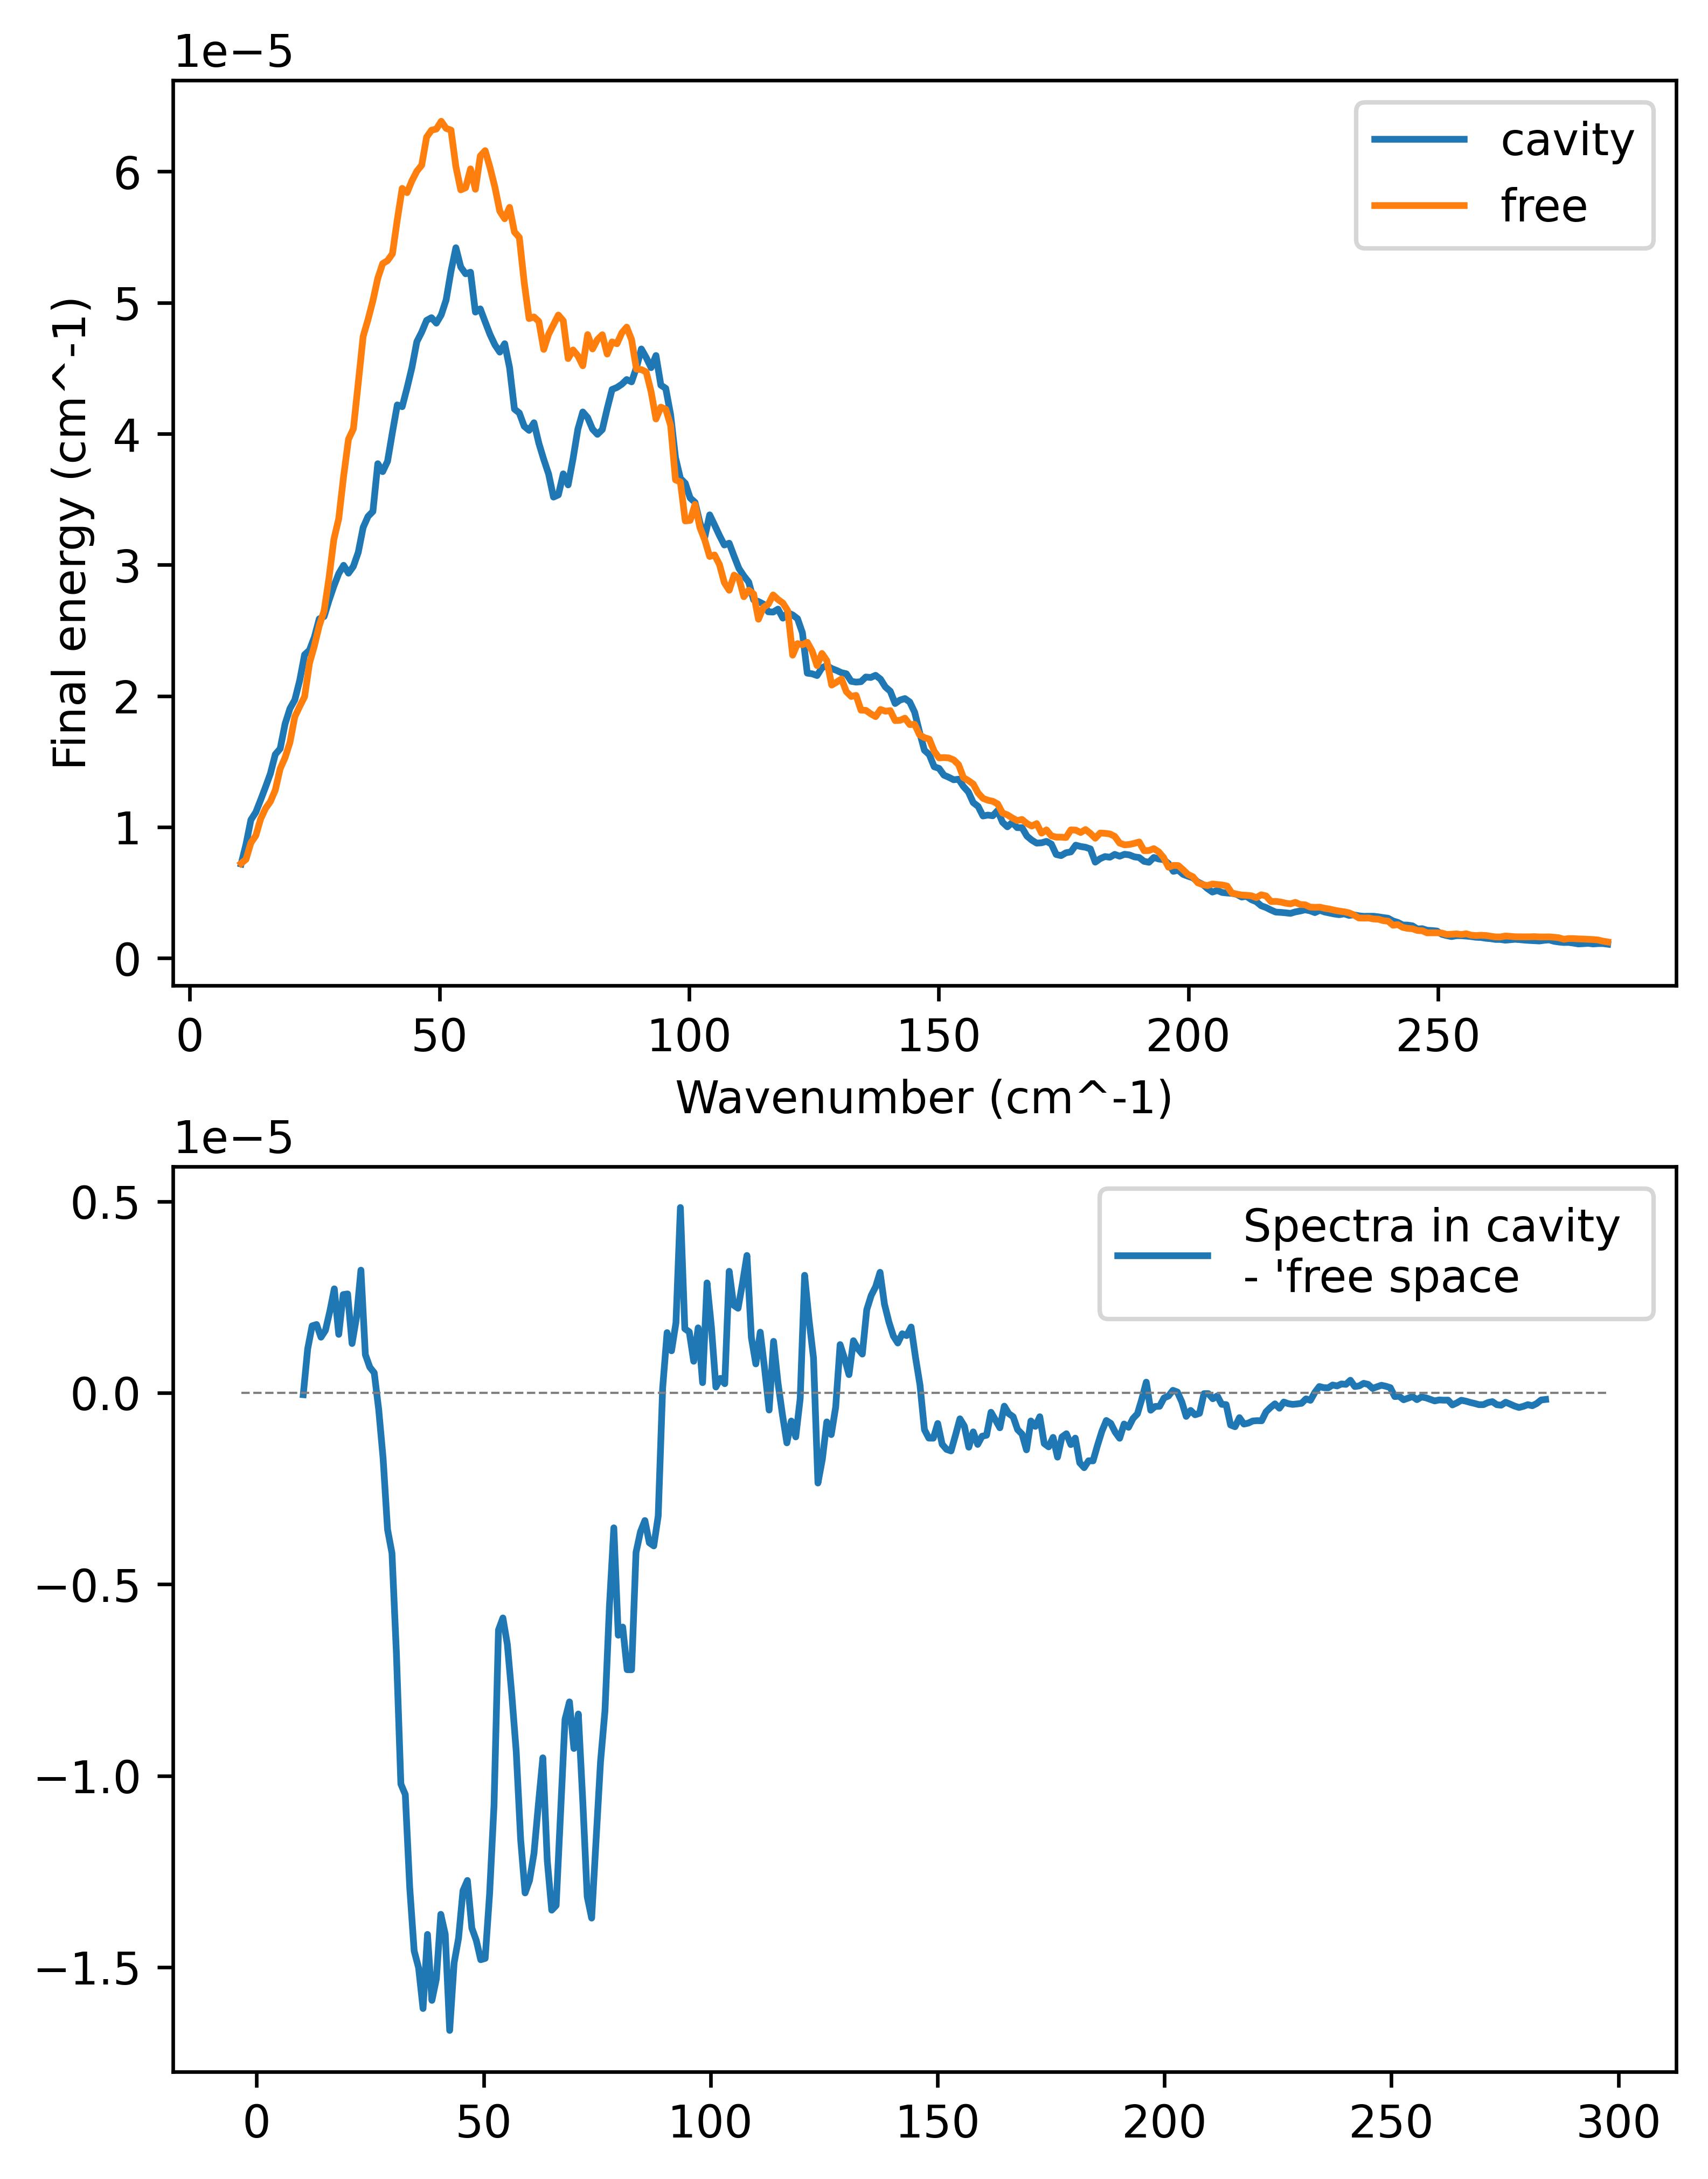 1e−5
cavity
free
6
5
4
3
2
1
0
Final energy (cm^-1)
0 50 100 150 200 250
Wavenumber (cm^-1)
1e−5
Spectra in cavity
- 'free space
0.5
0.0
−0.5
−1.0
−1.5
0 50 100 150 200 250 300